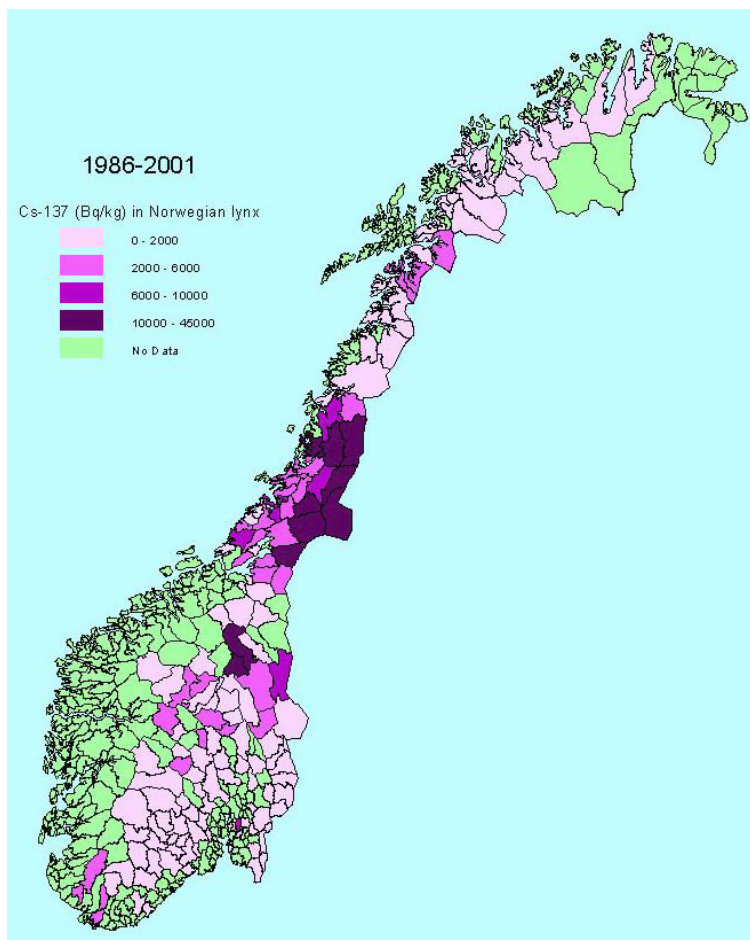 1986-2001
Cs-137 (Bq/kg) in Norwegian lynx
0 - 2000
2000 - 6000
6000 - 10000
10000 - 45000
No Data